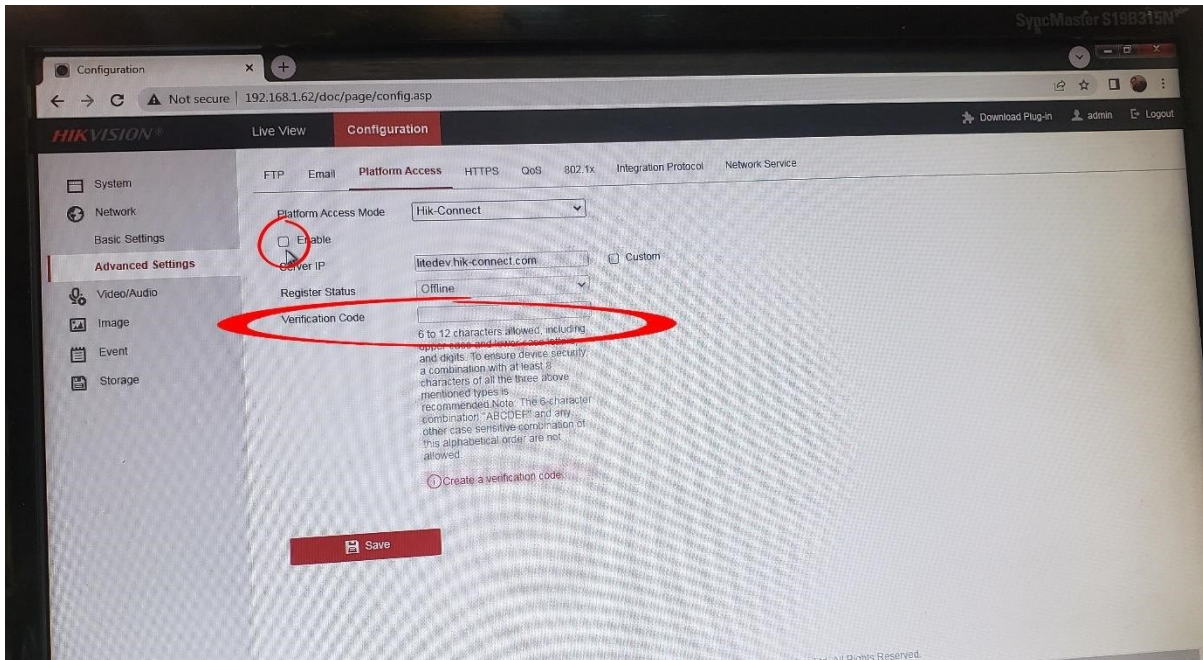 SyncMaster S19B315N
Configuration
Not secure 192.168.1.62/doc/page/config.asp
HIKVISION®
Live View Configuration
Download Plug-in admin Logout
System
Network
Basic Settings
Advanced Settings
Video/Audio
Image
Event
Storage
FTP Email Platform Access HTTPS QoS 802.1x Integration Protocol Network Service
Platform Access Mode Hik-Connect
Enable
Server IP litedev.hik-connect.com Custom
Register Status Offline
Verification Code
6 to 12 characters allowed, including
upper-case and lower-case letters,
and digits. To ensure device security,
a combination with at least 8
characters of all the three above
mentioned types is
recommended.Note: The 6-character
combination "ABCDEF" and any
other case sensitive combination of
this alphabetical order are not
allowed.
Create a verification code.
Save
All Rights Reserved.